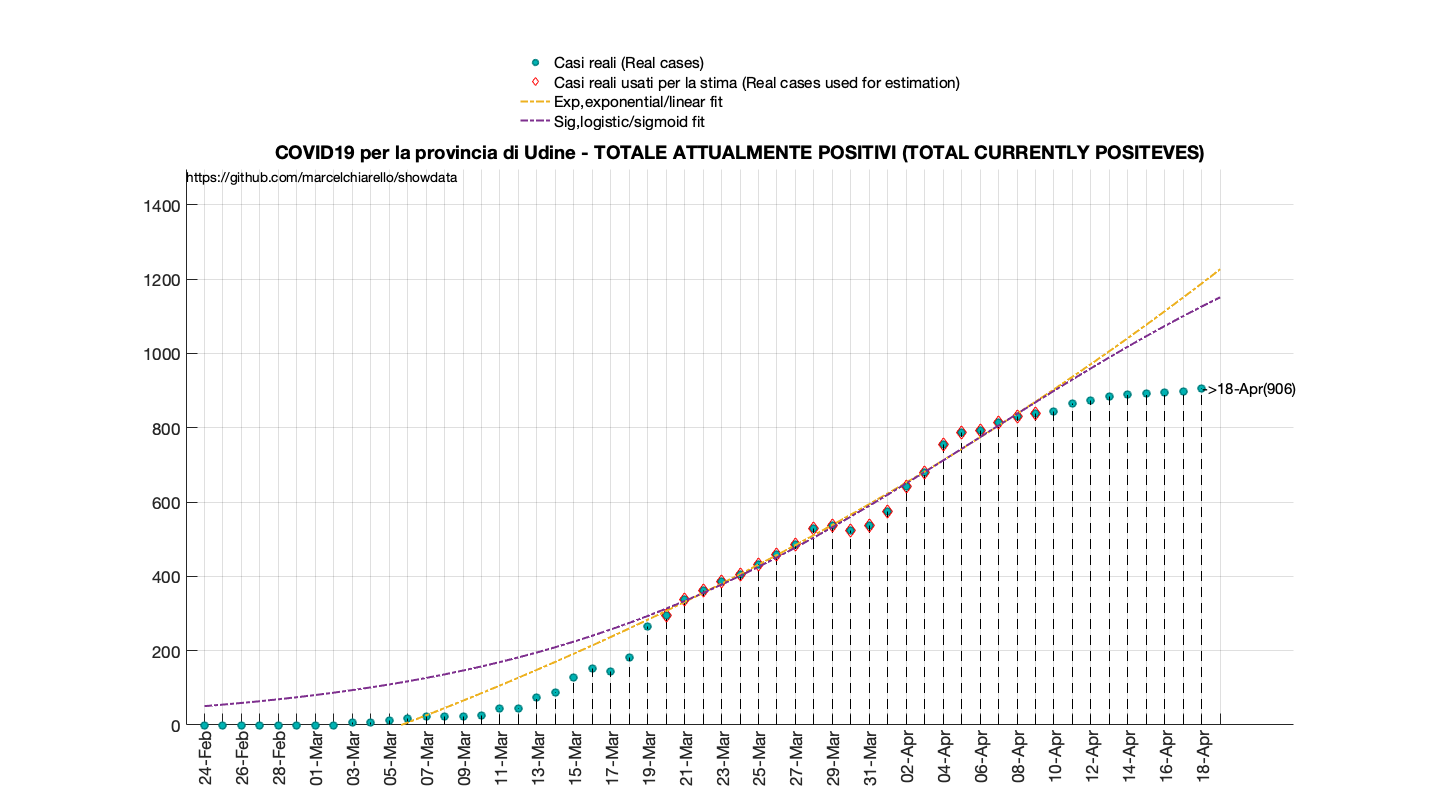 Casi reali (Real cases)
Casi reali usati per la stima (Real cases used for estimation)
Exp,exponential/linear fit
Sig,logistic/sigmoid fit
COVID19 per la provincia di Udine - TOTALE ATTUALMENTE POSITIVI (TOTAL CURRENTLY POSITEVES)
https://github.com/marcelchiarello/showdata
1400
1200
1000
800
600
400
200
0
->18-Apr(906)
24-Feb
26-Feb
28-Feb
01-Mar
03-Mar
05-Mar
07-Mar
09-Mar
11-Mar
13-Mar
15-Mar
17-Mar
19-Mar
21-Mar
23-Mar
25-Mar
27-Mar
29-Mar
31-Mar
02-Apr
04-Apr
06-Apr
08-Apr
10-Apr
12-Apr
14-Apr
16-Apr
18-Apr